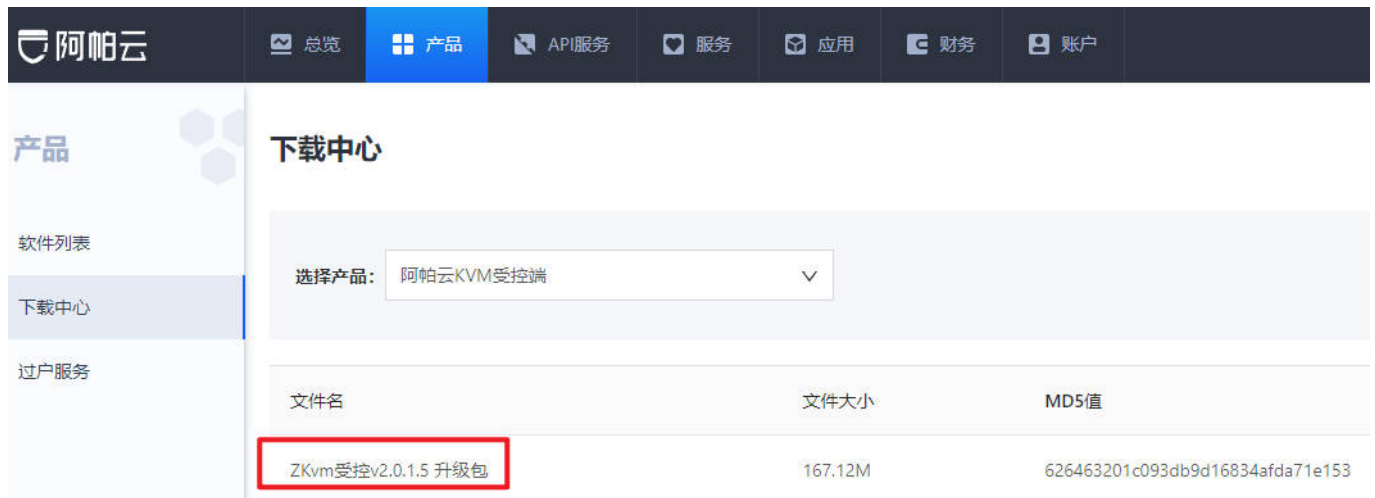 阿帕云 总览 产品 API服务 服务 应用 财务 账户
产品
下载中心
软件列表
选择产品： 阿帕云KVM受控端
下载中心
过户服务
文件名 文件大小 MD5值
ZKvm受控v2.0.1.5 升级包 167.12M 626463201c093db9d16834afda71e153